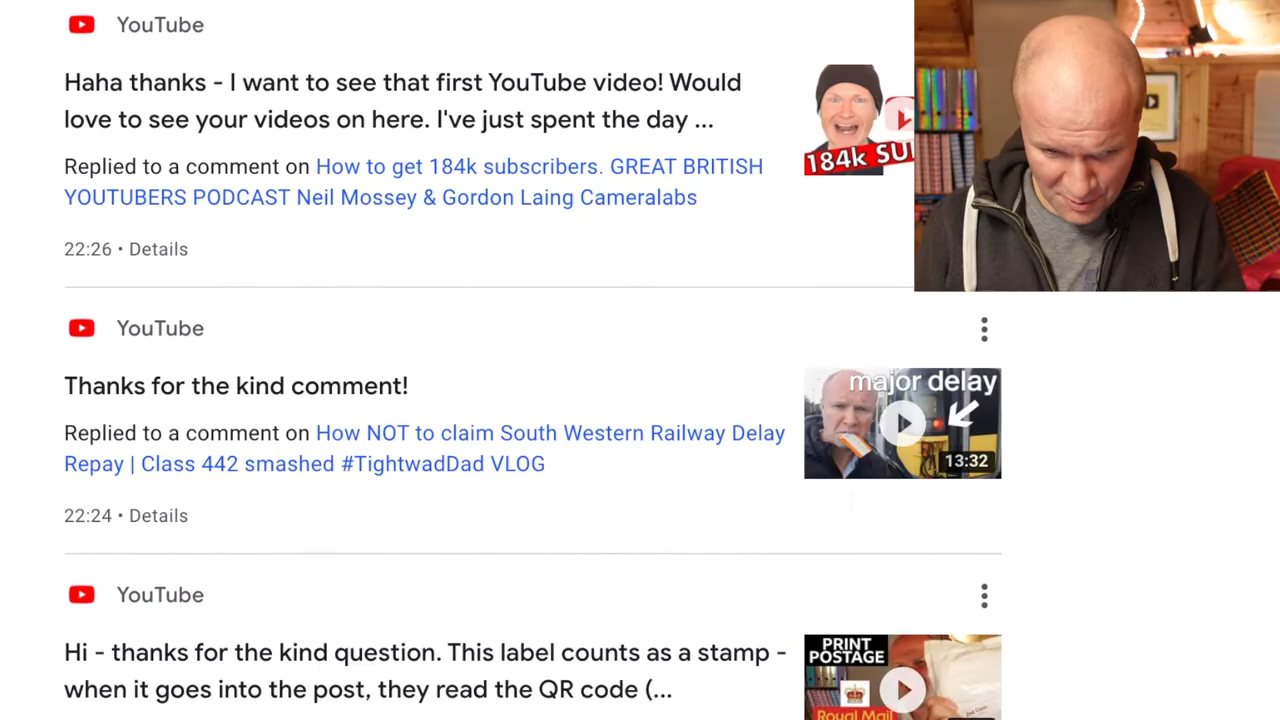 YouTube
Haha thanks - I want to see that first YouTube video! Would
love to see your videos on here. I've just spent the day ...
184k SU
Replied to a comment on How to get 184k subscribers. GREAT BRITISH
YOUTUBERS PODCAST Neil Mossey & Gordon Laing Cameralabs
22:26 • Details
YouTube
Thanks for the kind comment!
major delay
Replied to a comment on How NOT to claim South Western Railway Delay
Repay | Class 442 smashed #TightwadDad VLOG
13:32
22:24 • Details
YouTube
Hi - thanks for the kind question. This label counts as a stamp -
when it goes into the post, they read the QR code (...
PRINT
POSTAGE
Royal Mail